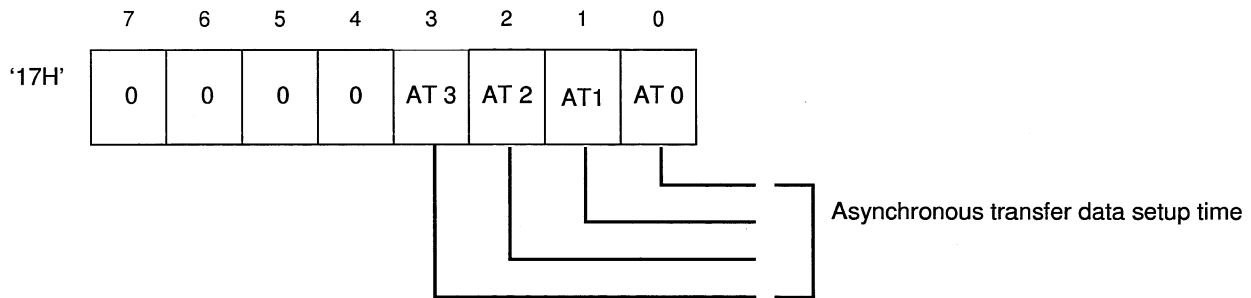 7 6 5 4 3 2 1 0
‘17H’ 0 0 0 0 AT 3 AT 2 AT1 AT 0
Asynchronous transfer data setup time